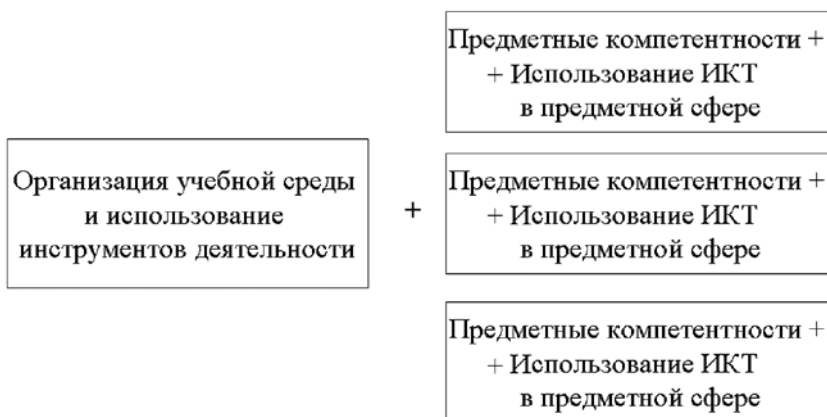 Предметные компетентности +
+ Использование ИКТ
в предметной сфере
Организация учебной среды
и использование
инструментов деятельности
+
Предметные компетентности +
+ Использование ИКТ
в предметной сфере
Предметные компетентности +
+ Использование ИКТ
в предметной сфере